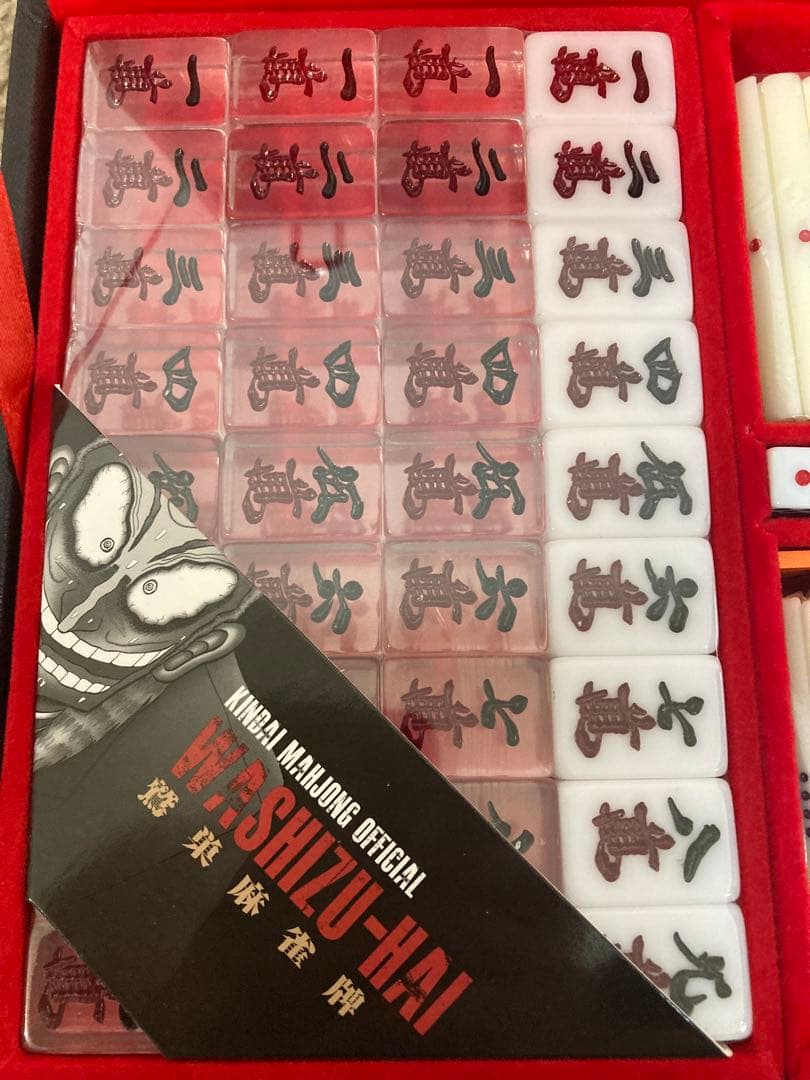 一萬 一萬 一萬 一萬
二萬 二萬 二萬 二萬
三萬 三萬 三萬 三萬
四萬 四萬 四萬 四萬
伍 伍萬 伍萬 伍萬
六萬 六萬 六萬
七萬 七萬
八萬
萬 九萬
KINDAI MAHJONG OFFICIAL
WASHIZU-HAI
鷲巣麻雀牌